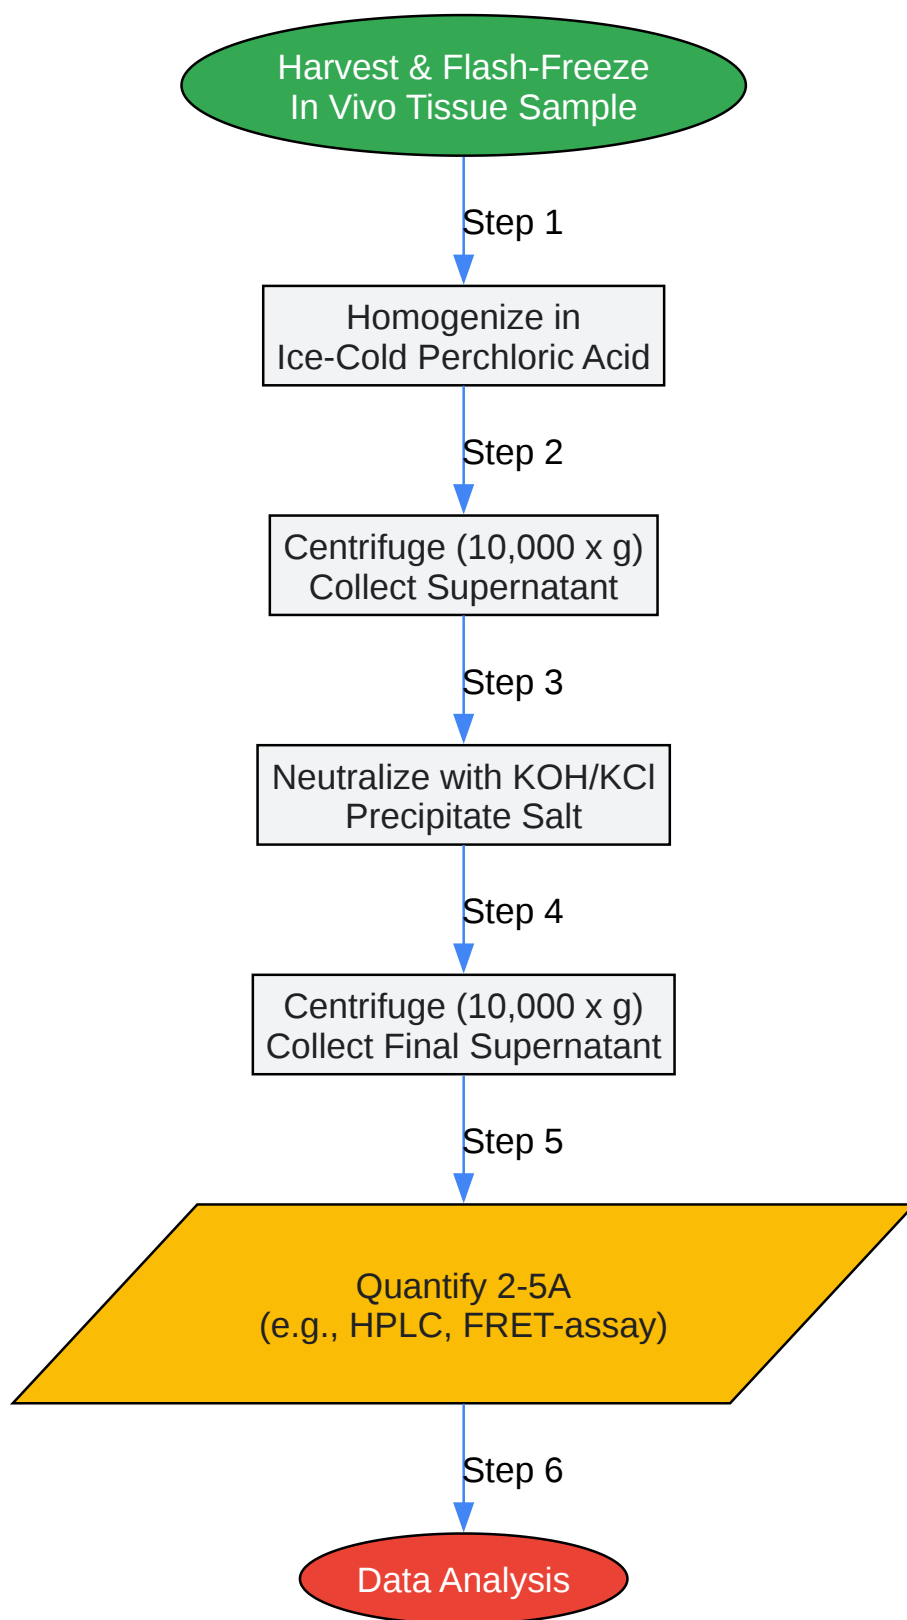 Harvest & Flash-Freeze
In Vivo Tissue Sample
Step 1
Homogenize in
Ice-Cold Perchloric Acid
Step 2
Centrifuge (10,000 x g)
Collect Supernatant
Step 3
Neutralize with KOH/KCl
Precipitate Salt
Step 4
Centrifuge (10,000 x g)
Collect Final Supernatant
Step 5
Quantify 2-5A
(e.g., HPLC, FRET-assay)
Step 6
Data Analysis